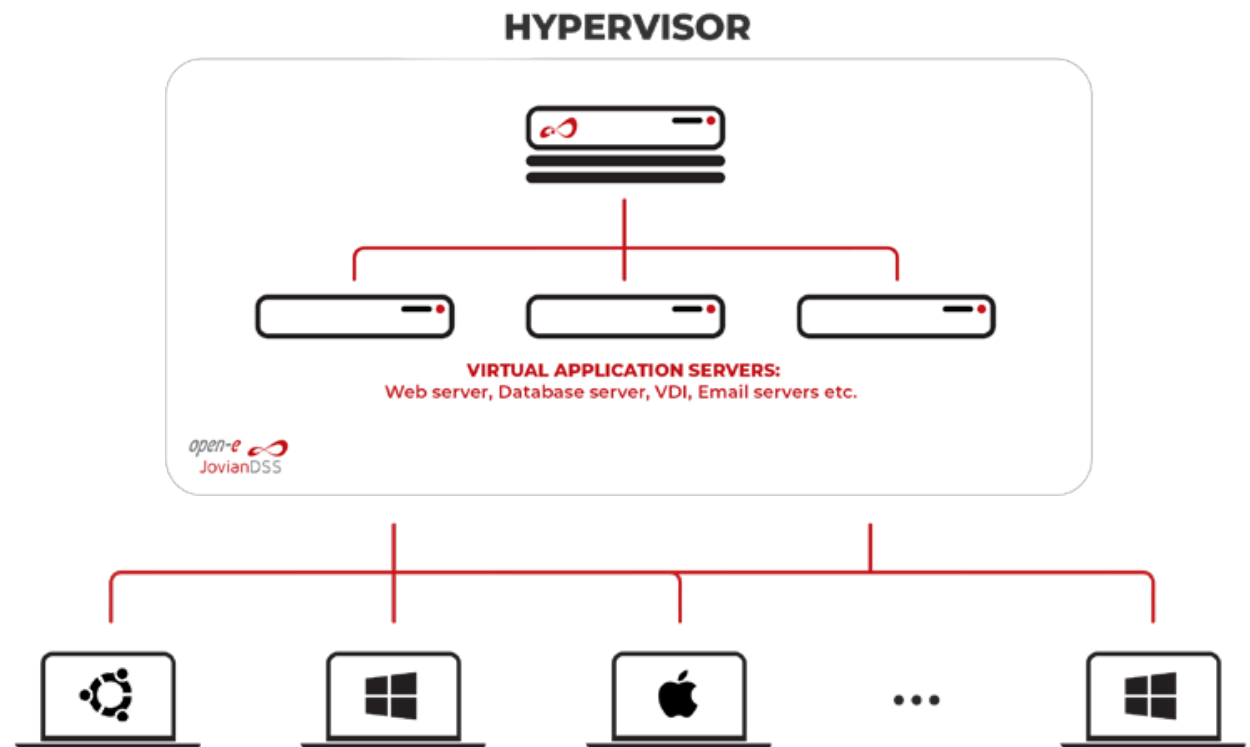 HYPERVISOR
VIRTUAL APPLICATION SERVERS:
Web server, Database server, VDI, Email servers etc.
open-e
JovianDSS